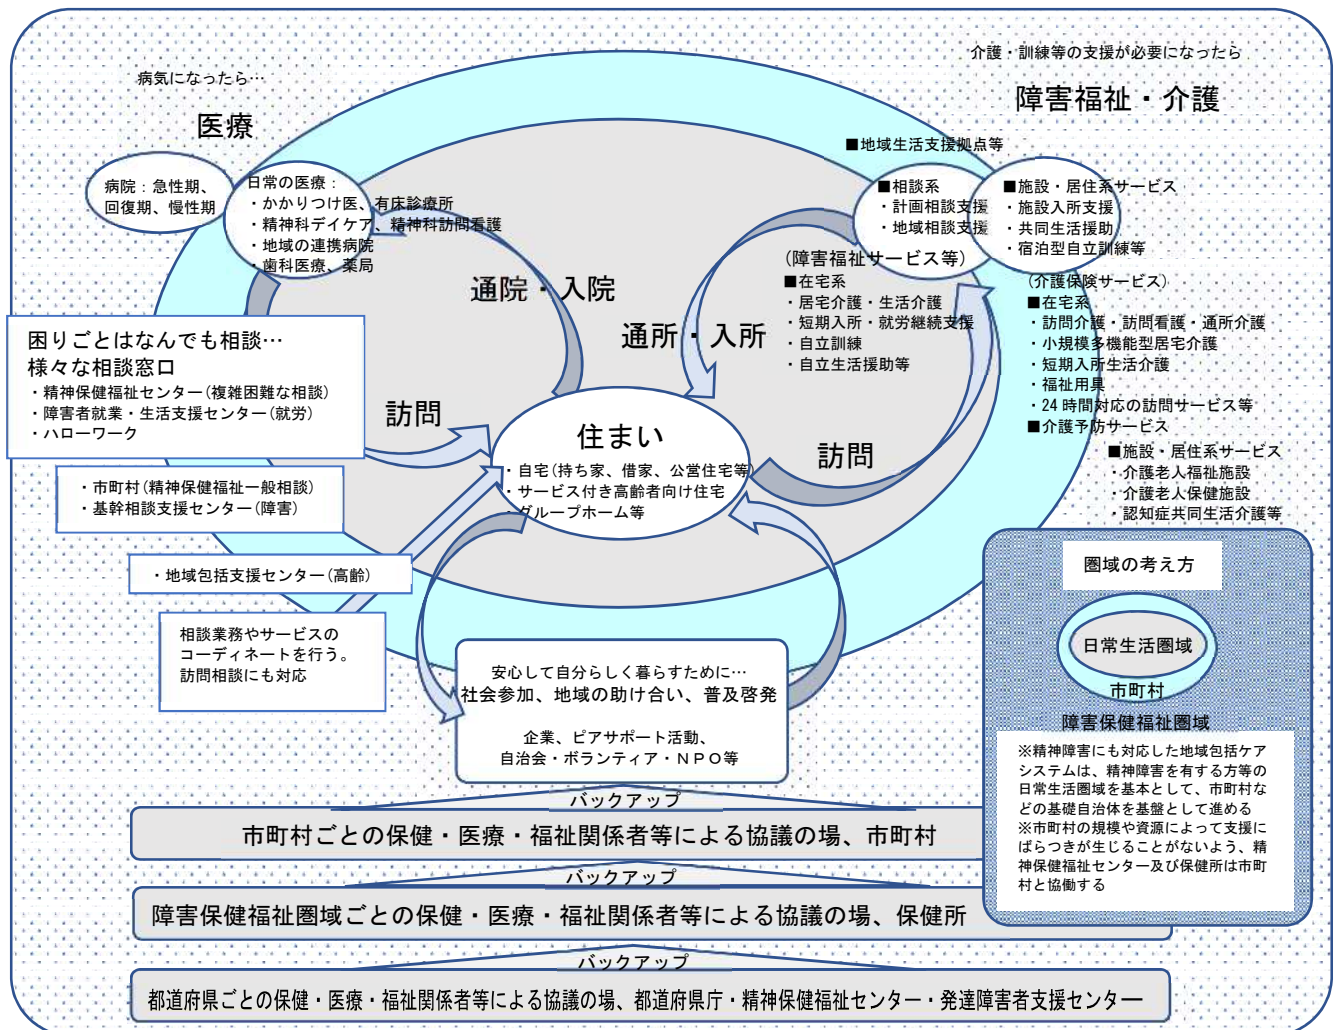 病気になったら…
医療
病院：急性期、
回復期、慢性期
日常の医療：
・かかりつけ医、有床診療所
・精神科デイケア、精神科訪問看護
・地域の連携病院
・歯科医療、薬局
介護・訓練等の支援が必要になったら
障害福祉・介護
■地域生活支援拠点等
■相談系
・計画相談支援
・地域相談支援
■施設・居住系サービス
・施設入所支援
・共同生活援助
・宿泊型自立訓練等
(障害福祉サービス等)
■在宅系
・居宅介護・生活介護
・短期入所・就労継続支援
・自立訓練
・自立生活援助等
(介護保険サービス)
■在宅系
・訪問介護・訪問看護・通所介護
・小規模多機能型居宅介護
・短期入所生活介護
・福祉用具
・24時間対応の訪問サービス等
■介護予防サービス
■施設・居住系サービス
・介護老人福祉施設
・介護老人保健施設
・認知症共同生活介護等
通院・入院
通所・入所
訪問
訪問
困りごとはなんでも相談…
様々な相談窓口
・精神保健福祉センター(複雑困難な相談)
・障害者就業・生活支援センター(就労)
・ハローワーク
・市町村(精神保健福祉一般相談)
・基幹相談支援センター(障害)
・地域包括支援センター(高齢)
相談業務やサービスの
コーディネートを行う。
訪問相談にも対応
住まい
・自宅(持ち家、借家、公営住宅等)
・サービス付き高齢者向け住宅
・グループホーム等
安心して自分らしく暮らすために…
社会参加、地域の助け合い、普及啓発
企業、ピアサポート活動、
自治会・ボランティア・ＮＰＯ等
圏域の考え方
日常生活圏域
市町村
障害保健福祉圏域
※精神障害にも対応した地域包括ケア
システムは、精神障害を有する方等の
日常生活圏域を基本として、市町村な
どの基礎自治体を基盤として進める
※市町村の規模や資源によって支援に
ばらつきが生じることがないよう、精
神保健福祉センター及び保健所は市町
村と協働する
バックアップ
市町村ごとの保健・医療・福祉関係者等による協議の場、市町村
バックアップ
障害保健福祉圏域ごとの保健・医療・福祉関係者等による協議の場、保健所
バックアップ
都道府県ごとの保健・医療・福祉関係者等による協議の場、都道府県庁・精神保健福祉センター・発達障害者支援センター